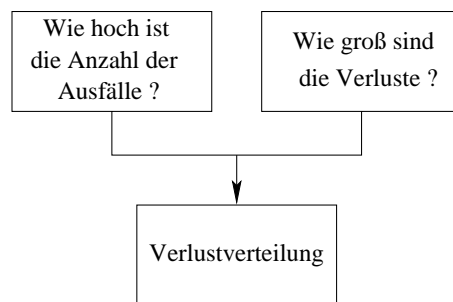 Wie hoch ist
die Anzahl der
Ausfälle ?
Wie groß sind
die Verluste ?
Verlustverteilung